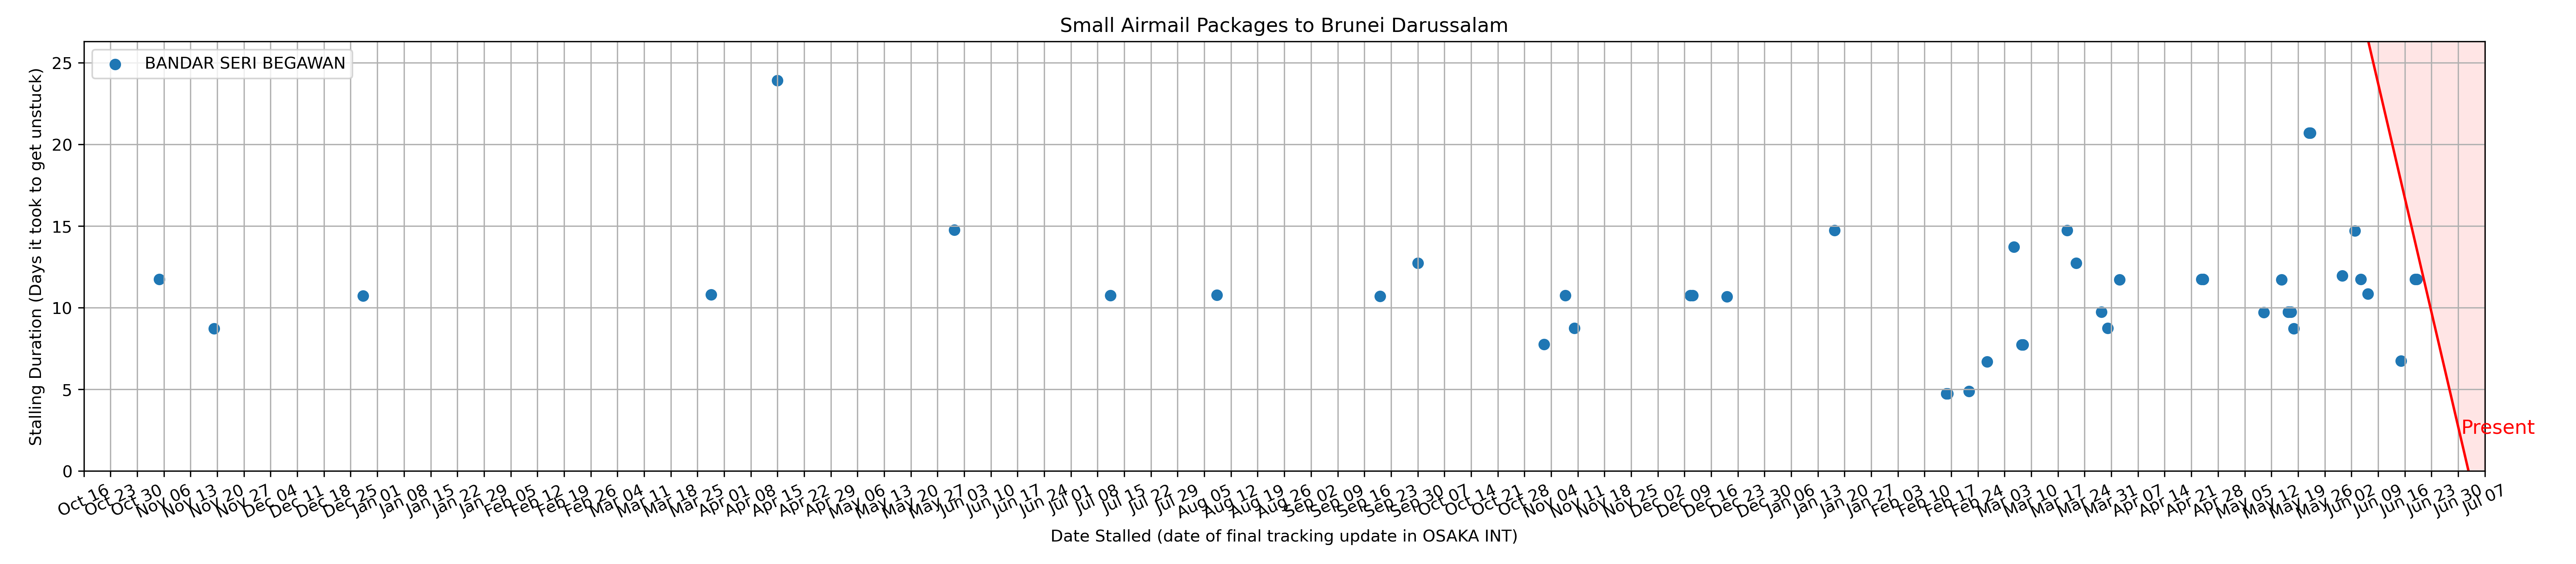 Small Airmail Packages to Brunei Darussalam
BANDAR SERI BEGAWAN
Stalling Duration (Days it took to get unstuck)
25
20
15
10
5
0
Present
Oct 16
Oct 23
Oct 30
Nov 06
Nov 13
Nov 20
Nov 27
Dec 04
Dec 11
Dec 18
Dec 25
Jan 01
Jan 08
Jan 15
Jan 22
Jan 29
Feb 05
Feb 12
Feb 19
Feb 26
Mar 04
Mar 11
Mar 18
Mar 25
Apr 01
Apr 08
Apr 15
Apr 22
Apr 29
May 06
May 13
May 20
May 27
Jun 03
Jun 10
Jun 17
Jun 24
Jul 01
Jul 08
Jul 15
Jul 22
Jul 29
Aug 05
Aug 12
Aug 19
Aug 26
Sep 02
Sep 09
Sep 16
Sep 23
Sep 30
Oct 07
Oct 14
Oct 21
Oct 28
Nov 04
Nov 11
Nov 18
Nov 25
Dec 02
Dec 09
Dec 16
Dec 23
Dec 30
Jan 06
Jan 13
Jan 20
Jan 27
Feb 03
Feb 10
Feb 17
Feb 24
Mar 03
Mar 10
Mar 17
Mar 24
Mar 31
Apr 07
Apr 14
Apr 21
Apr 28
May 05
May 12
May 19
May 26
Jun 02
Jun 09
Jun 16
Jun 23
Jun 30
Jul 07
Date Stalled (date of final tracking update in OSAKA INT)